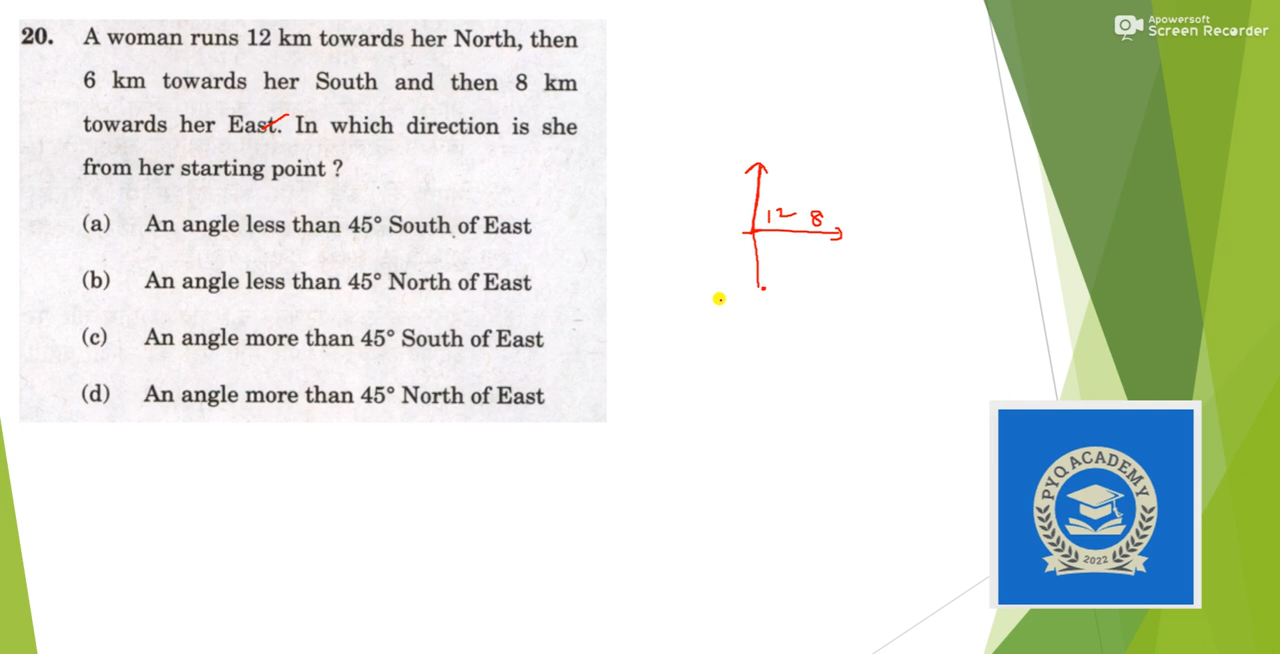 20. A woman runs 12 km towards her North, then
6 km towards her South and then 8 km
towards her East. In which direction is she
from her starting point ?
(a) An angle less than 45° South of East
(b) An angle less than 45° North of East
(c) An angle more than 45° South of East
(d) An angle more than 45° North of East
12 8
Apowersoft
Screen Recorder
PYQ ACADEMY
2022